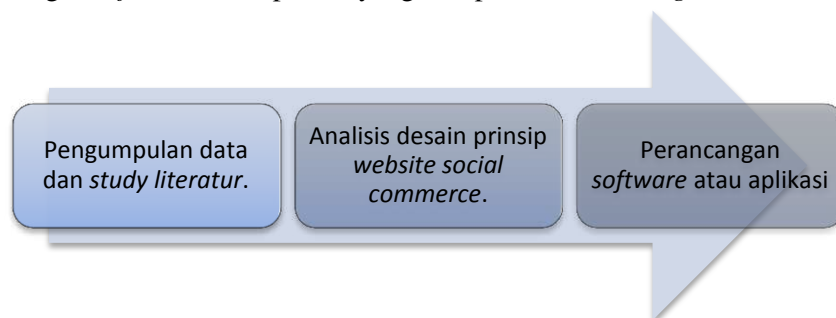 Pengumpulan data
dan study literatur.
Analisis desain prinsip
website social
commerce.
Perancangan
software atau aplikasi